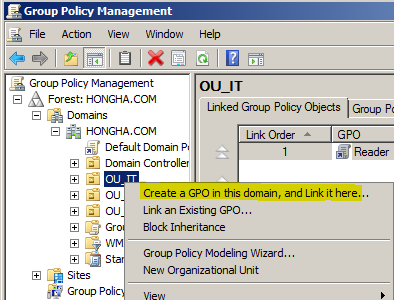 Group Policy Management
File Action View Window Help
Group Policy Management
Forest: HONGHA.COM
Domains
HONGHA.COM
Default Domain Po
Domain Controller
OU_IT
OU_
OU_
Grou
WM
Star
Sites
Group Policy
OU_IT
Linked Group Policy Objects
Group Po
Link Order
GPO
1
Reader
Create a GPO in this domain, and Link it here...
Link an Existing GPO...
Block Inheritance
Group Policy Modeling Wizard...
New Organizational Unit
View